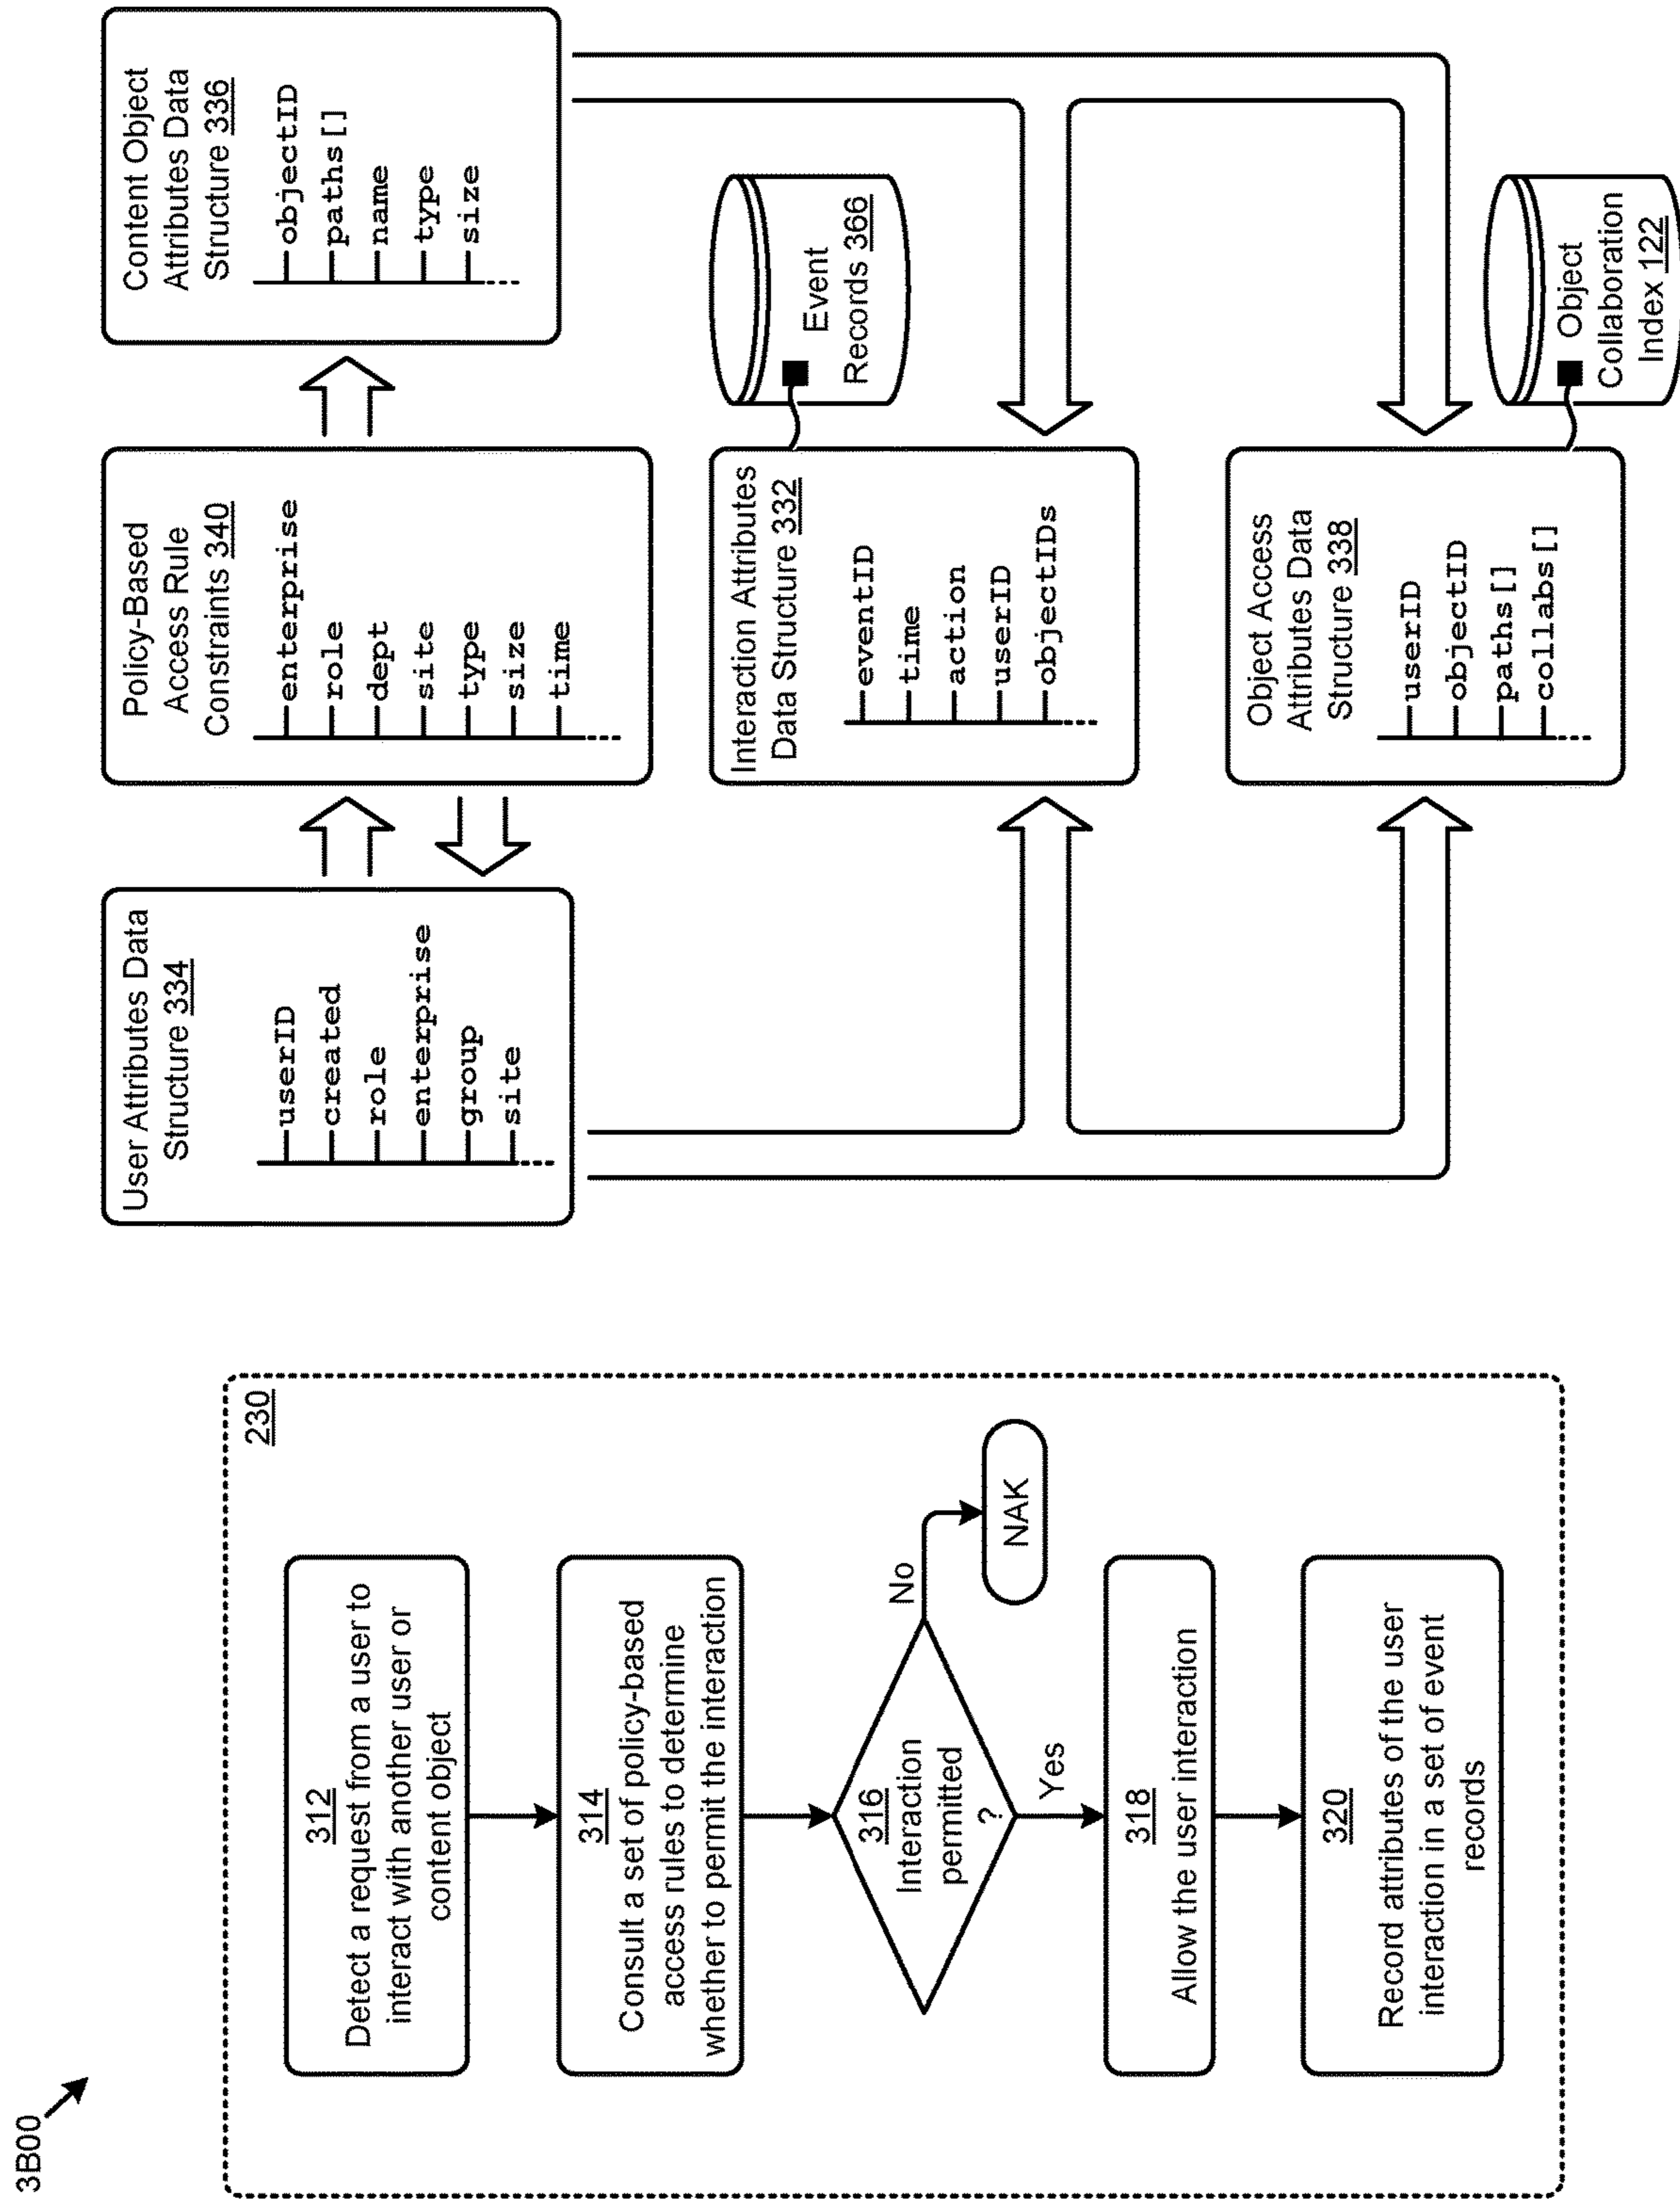 3B00
230
312
Detect a request from a user to
interact with another user or
content object
314
Consult a set of policy-based
access rules to determine
whether to permit the interaction
316
Interaction
permitted
?
No
NAK
Yes
318
Allow the user interaction
320
Record attributes of the user
interaction in a set of event
records
User Attributes Data
Structure 334
userID
created
role
enterprise
group
site
Policy-Based
Access Rule
Constraints 340
enterprise
role
dept
site
type
size
time
Content Object
Attributes Data
Structure 336
objectID
paths[]
name
type
size
Interaction Attributes
Data Structure 332
eventID
time
action
userID
objectIDs
Event
Records 366
Object Access
Attributes Data
Structure 338
userID
objectID
paths[]
collabs[]
Object
Collaboration
Index 122